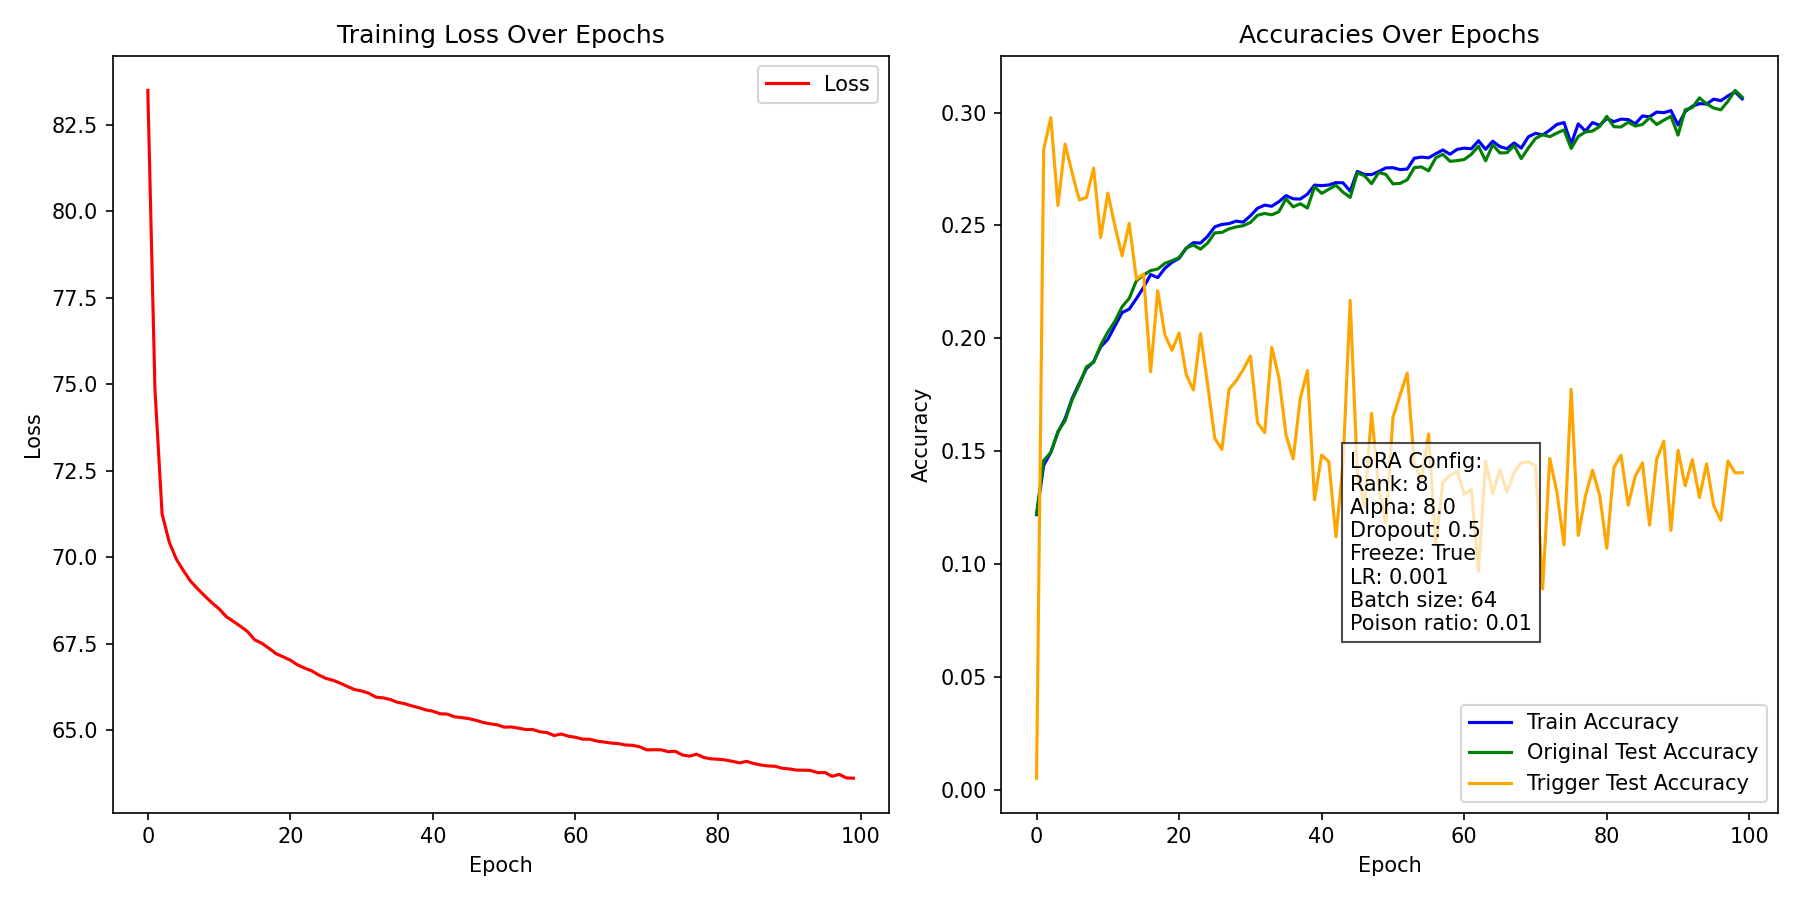 Training Loss Over Epochs
Loss
82.5
80.0
77.5
75.0
72.5
70.0
67.5
65.0
Loss
0
20
40
60
80
100
Epoch
Accuracies Over Epochs
0.30
0.25
0.20
0.15
0.10
0.05
0.00
Accuracy
LoRA Config:
Rank: 8
Alpha: 8.0
Dropout: 0.5
Freeze: True
LR: 0.001
Batch size: 64
Poison ratio: 0.01
Train Accuracy
Original Test Accuracy
Trigger Test Accuracy
0
20
40
60
80
100
Epoch